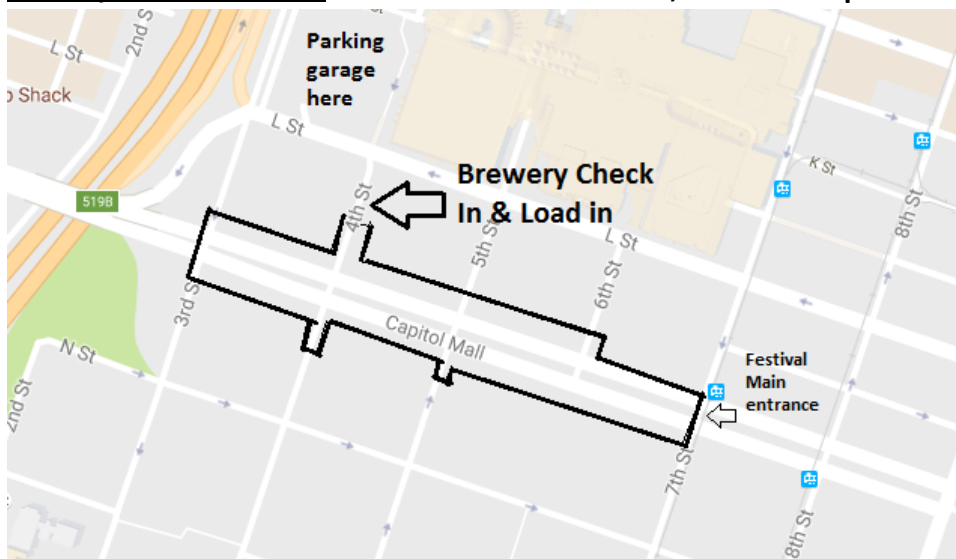 2nd St
L St
Parking
garage
here
o Shack
L St
K St
519B
4th St
Brewery Check
In & Load in
5th St
L St
8th St
6th St
3rd S
Capitol Mall
N St
2nd St
Festival
Main
entrance
7th St
8th St